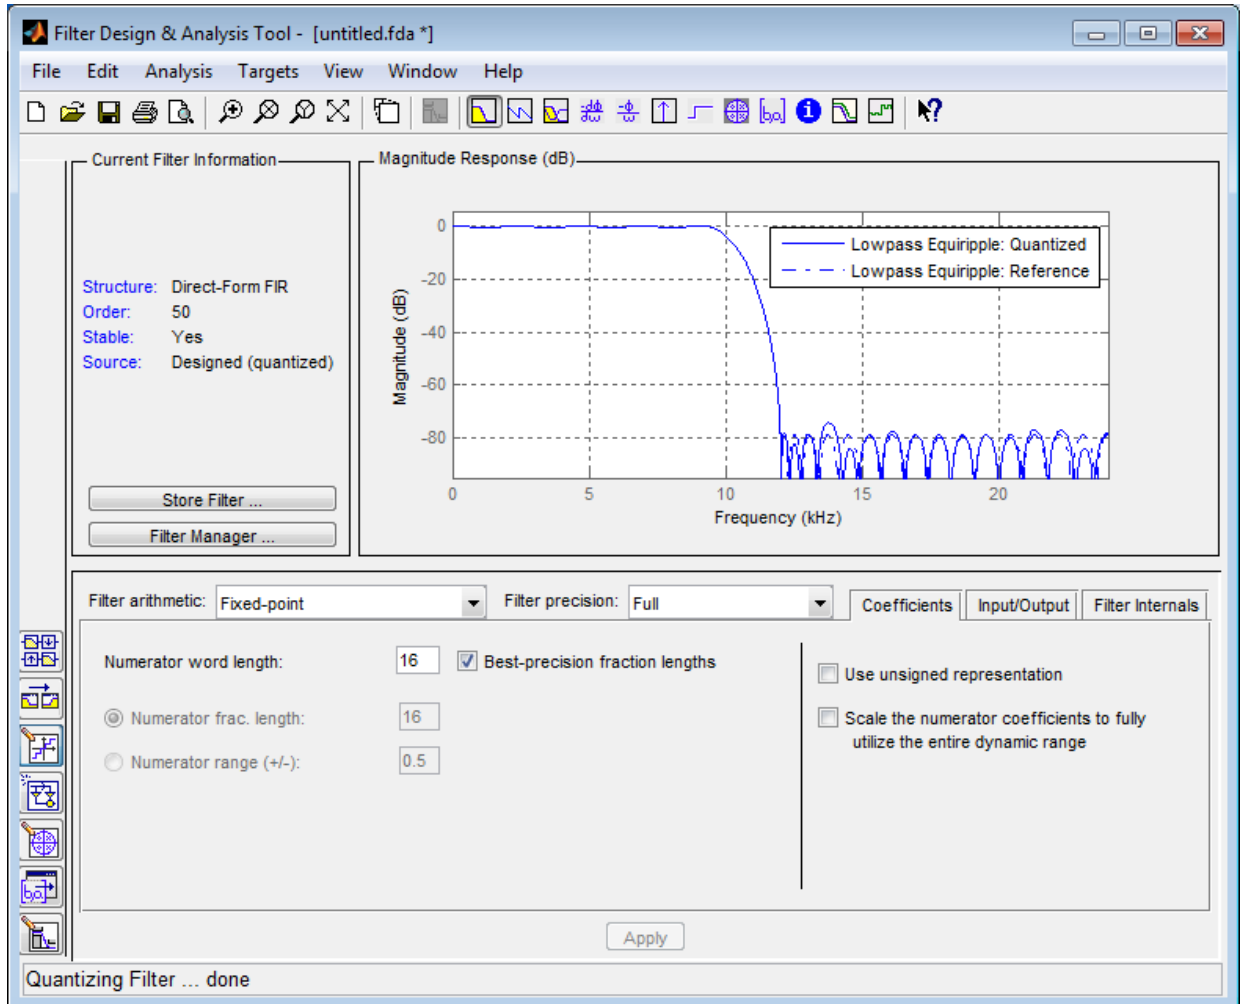 Filter Design & Analysis Tool - [untitled.fda *]
File Edit Analysis Targets View Window Help
Current Filter Information
Structure: Direct-Form FIR
Order: 50
Stable: Yes
Source: Designed (quantized)
Store Filter ...
Filter Manager ...
Magnitude Response (dB)
Magnitude (dB)
0
-20
-40
-60
-80
Lowpass Equiripple: Quantized
Lowpass Equiripple: Reference
0 5 10 15 20
Frequency (kHz)
Filter arithmetic: Fixed-point Filter precision: Full Coefficients Input/Output Filter Internals
Numerator word length: 16 Best-precision fraction lengths
Numerator frac. length: 16
Numerator range (+/-): 0.5
Use unsigned representation
Scale the numerator coefficients to fully
utilize the entire dynamic range
Apply
Quantizing Filter ... done